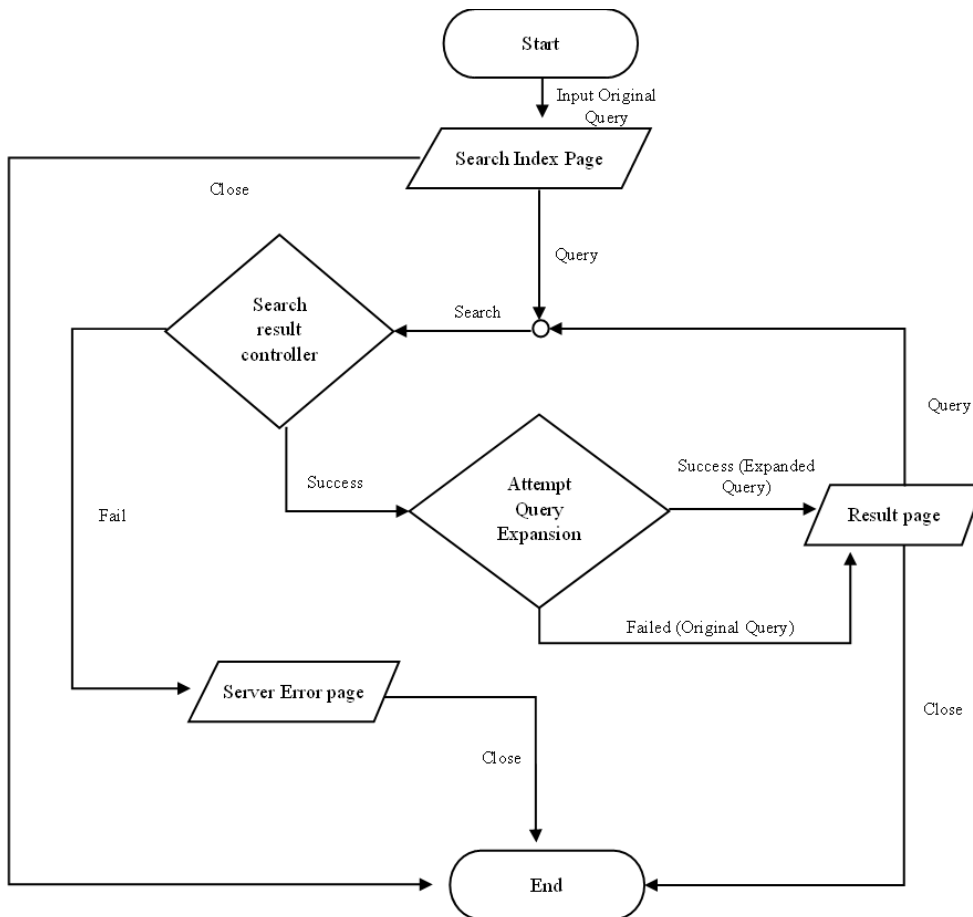 Start
Input Original
Query
Search Index Page
Close
Query
Search
result
controller
Search
Query
Success
Attempt
Query
Expansion
Success (Expanded
Query)
Result page
Fail
Failed (Original Query)
Server Error page
Close
Close
End